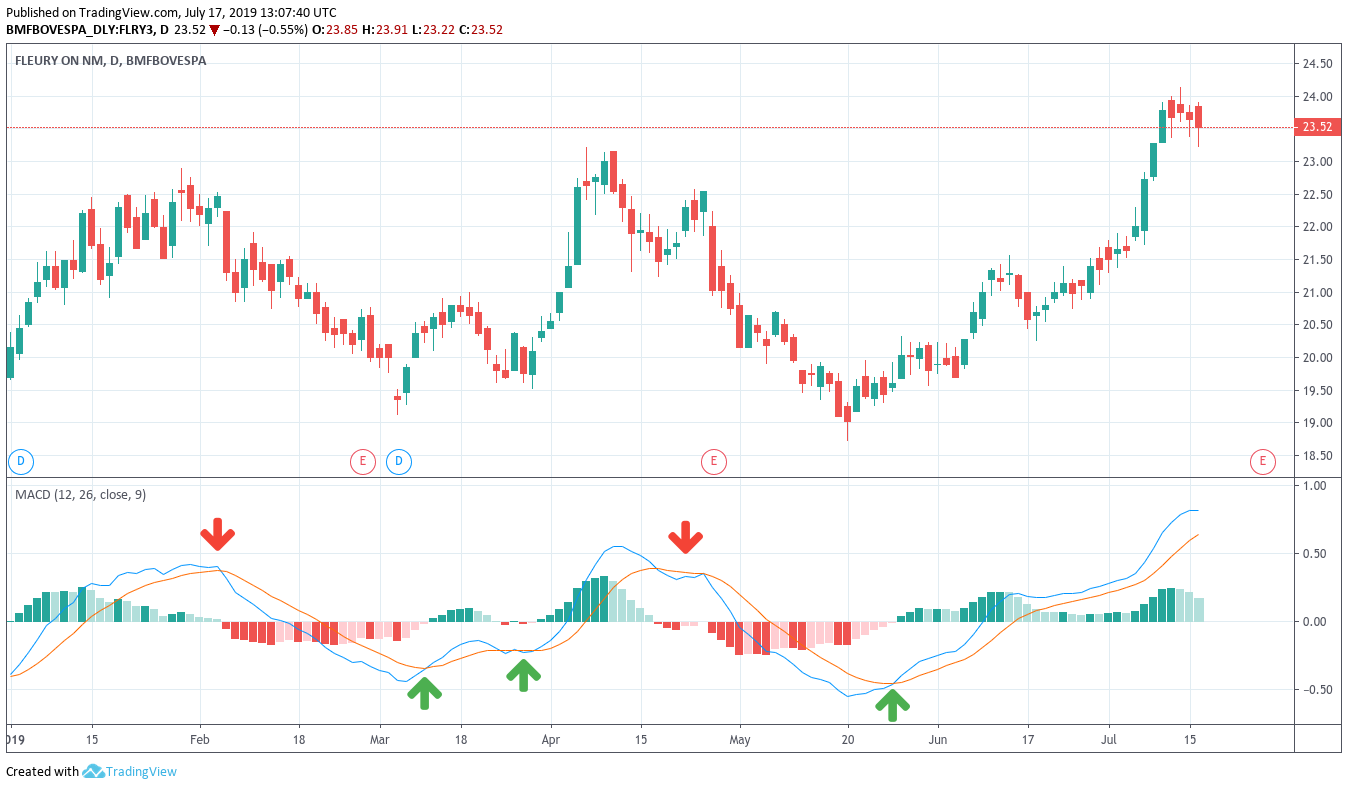 Published on TradingView.com, July 17, 2019 13:07:40 UTC
BMFBOVESPA_DLY:FLRY3, D 23.52 ▼ −0.13 (−0.55%) O:23.85 H:23.91 L:23.22 C:23.52
FLEURY ON NM, D, BMFBOVESPA
24.50
24.00
23.52
23.00
22.50
22.00
21.50
21.00
20.50
20.00
19.50
19.00
18.50
D E D E E
MACD (12, 26, close, 9)
1.00
0.50
0.00
−0.50
019 15 Feb 18 Mar 18 Apr 15 May 20 Jun 17 Jul 15
Created with TradingView